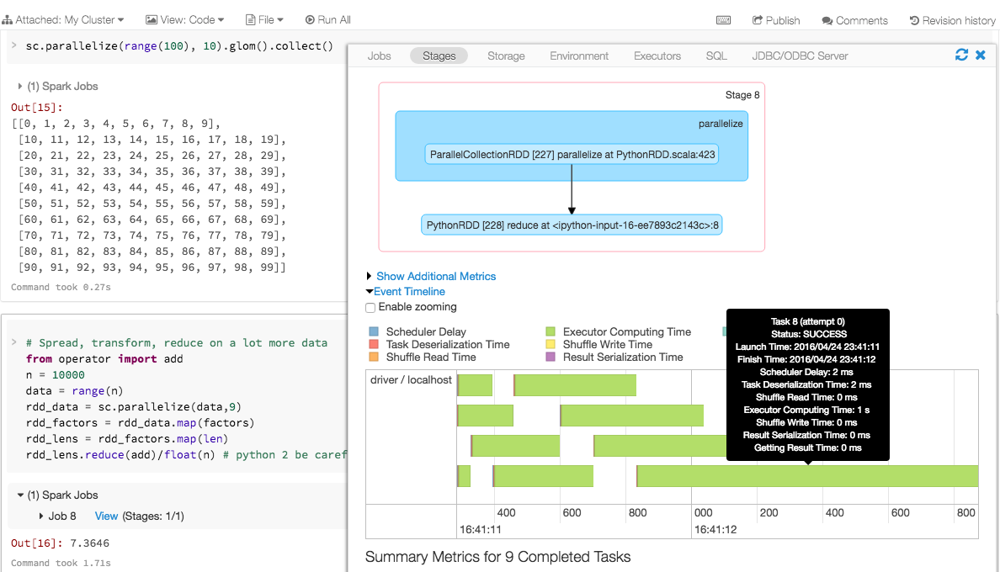 Attached: My Cluster View: Code File Run All Publish Comments Revision history
> sc.parallelize(range(100), 10).glom().collect()
(1) Spark Jobs
Out[15]:
[[0, 1, 2, 3, 4, 5, 6, 7, 8, 9],
[10, 11, 12, 13, 14, 15, 16, 17, 18, 19],
[20, 21, 22, 23, 24, 25, 26, 27, 28, 29],
[30, 31, 32, 33, 34, 35, 36, 37, 38, 39],
[40, 41, 42, 43, 44, 45, 46, 47, 48, 49],
[50, 51, 52, 53, 54, 55, 56, 57, 58, 59],
[60, 61, 62, 63, 64, 65, 66, 67, 68, 69],
[70, 71, 72, 73, 74, 75, 76, 77, 78, 79],
[80, 81, 82, 83, 84, 85, 86, 87, 88, 89],
[90, 91, 92, 93, 94, 95, 96, 97, 98, 99]]
Command took 0.27s
> # Spread, transform, reduce on a lot more data
from operator import add
n = 10000
data = range(n)
rdd_data = sc.parallelize(data,9)
rdd_factors = rdd_data.map(factors)
rdd_lens = rdd_factors.map(len)
rdd_lens.reduce(add)/float(n) # python 2 be caref
(1) Spark Jobs
Job 8 View (Stages: 1/1)
Out[16]: 7.3646
Command took 1.71s
Jobs Stages Storage Environment Executors SQL JDBC/ODBC Server
Stage 8
parallelize
ParallelCollectionRDD [227] parallelize at PythonRDD.scala:423
PythonRDD [228] reduce at <ipython-input-16-ee7893c2143c>:8
Show Additional Metrics
Event Timeline
Enable zooming
Scheduler Delay Executor Computing Time
Task Deserialization Time Shuffle Write Time
Shuffle Read Time Result Serialization Time
Task 8 (attempt 0)
Status: SUCCESS
Launch Time: 2016/04/24 23:41:11
Finish Time: 2016/04/24 23:41:12
Scheduler Delay: 2 ms
Task Deserialization Time: 2 ms
Shuffle Read Time: 0 ms
Executor Computing Time: 1 s
Shuffle Write Time: 0 ms
Result Serialization Time: 0 ms
Getting Result Time: 0 ms
driver / localhost
400 600 800 000 200 400 600 800
16:41:11 16:41:12
Summary Metrics for 9 Completed Tasks